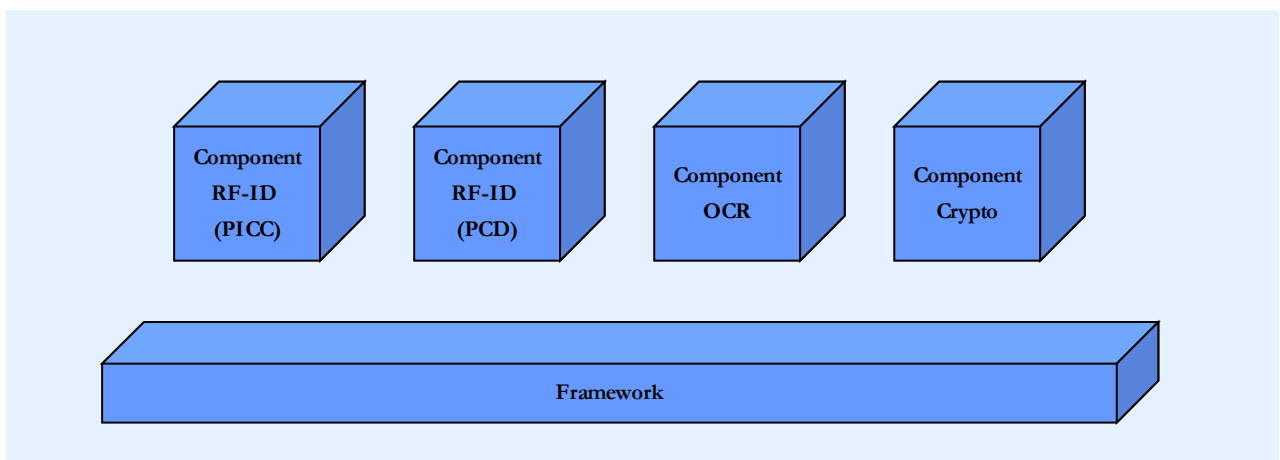 Component
RF-ID
(PICC)
Component
RF-ID
(PCD)
Component
OCR
Component
Crypto
Framework